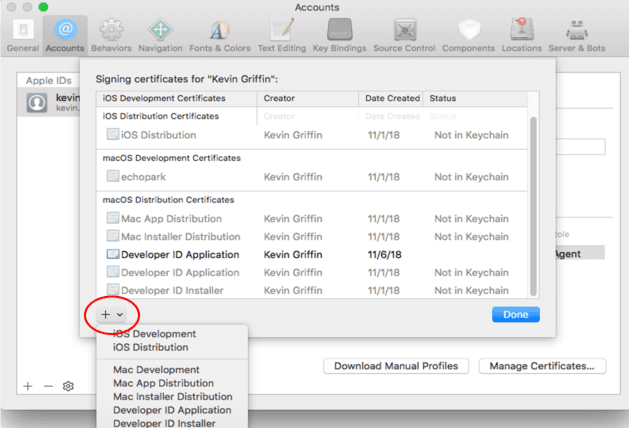 Accounts
General Accounts Behaviors Navigation Fonts & Colors Text Editing Key Bindings Source Control Components Locations Server & Bots
Apple IDs
kevin
kevin.
Signing certificates for "Kevin Griffin":
iOS Development Certificates Creator Date Created Status
iOS Distribution Certificates Creator Date Created Status
iOS Distribution Kevin Griffin 11/1/18 Not in Keychain
macOS Development Certificates
echopark Kevin Griffin 11/1/18 Not in Keychain
macOS Distribution Certificates
Mac App Distribution Kevin Griffin 11/1/18 Not in Keychain
Mac Installer Distribution Kevin Griffin 11/1/18 Not in Keychain
Developer ID Application Kevin Griffin 11/6/18
Developer ID Application Kevin Griffin 11/1/18 Not in Keychain
Developer ID Installer Kevin Griffin 11/1/18 Not in Keychain
ole
Agent
+
Done
iOS Development
iOS Distribution
Mac Development
Mac App Distribution
Mac Installer Distribution
Developer ID Application
Developer ID Installer
Download Manual Profiles Manage Certificates...
+ −